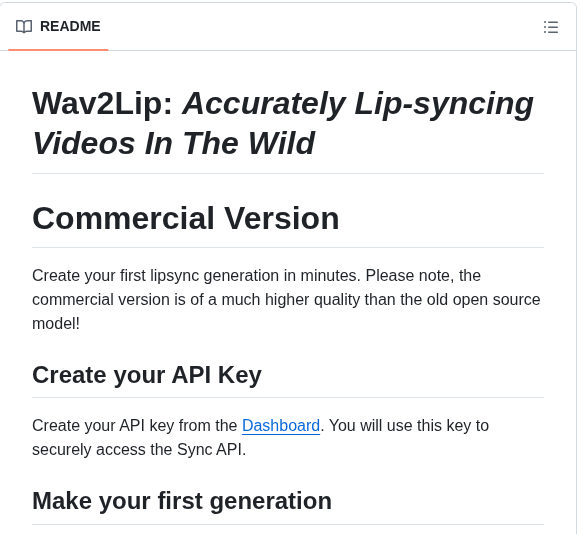 README
Wav2Lip: Accurately Lip-syncing
Videos In The Wild
Commercial Version
Create your first lipsync generation in minutes. Please note, the
commercial version is of a much higher quality than the old open source
model!
Create your API Key
Create your API key from the Dashboard. You will use this key to
securely access the Sync API.
Make your first generation